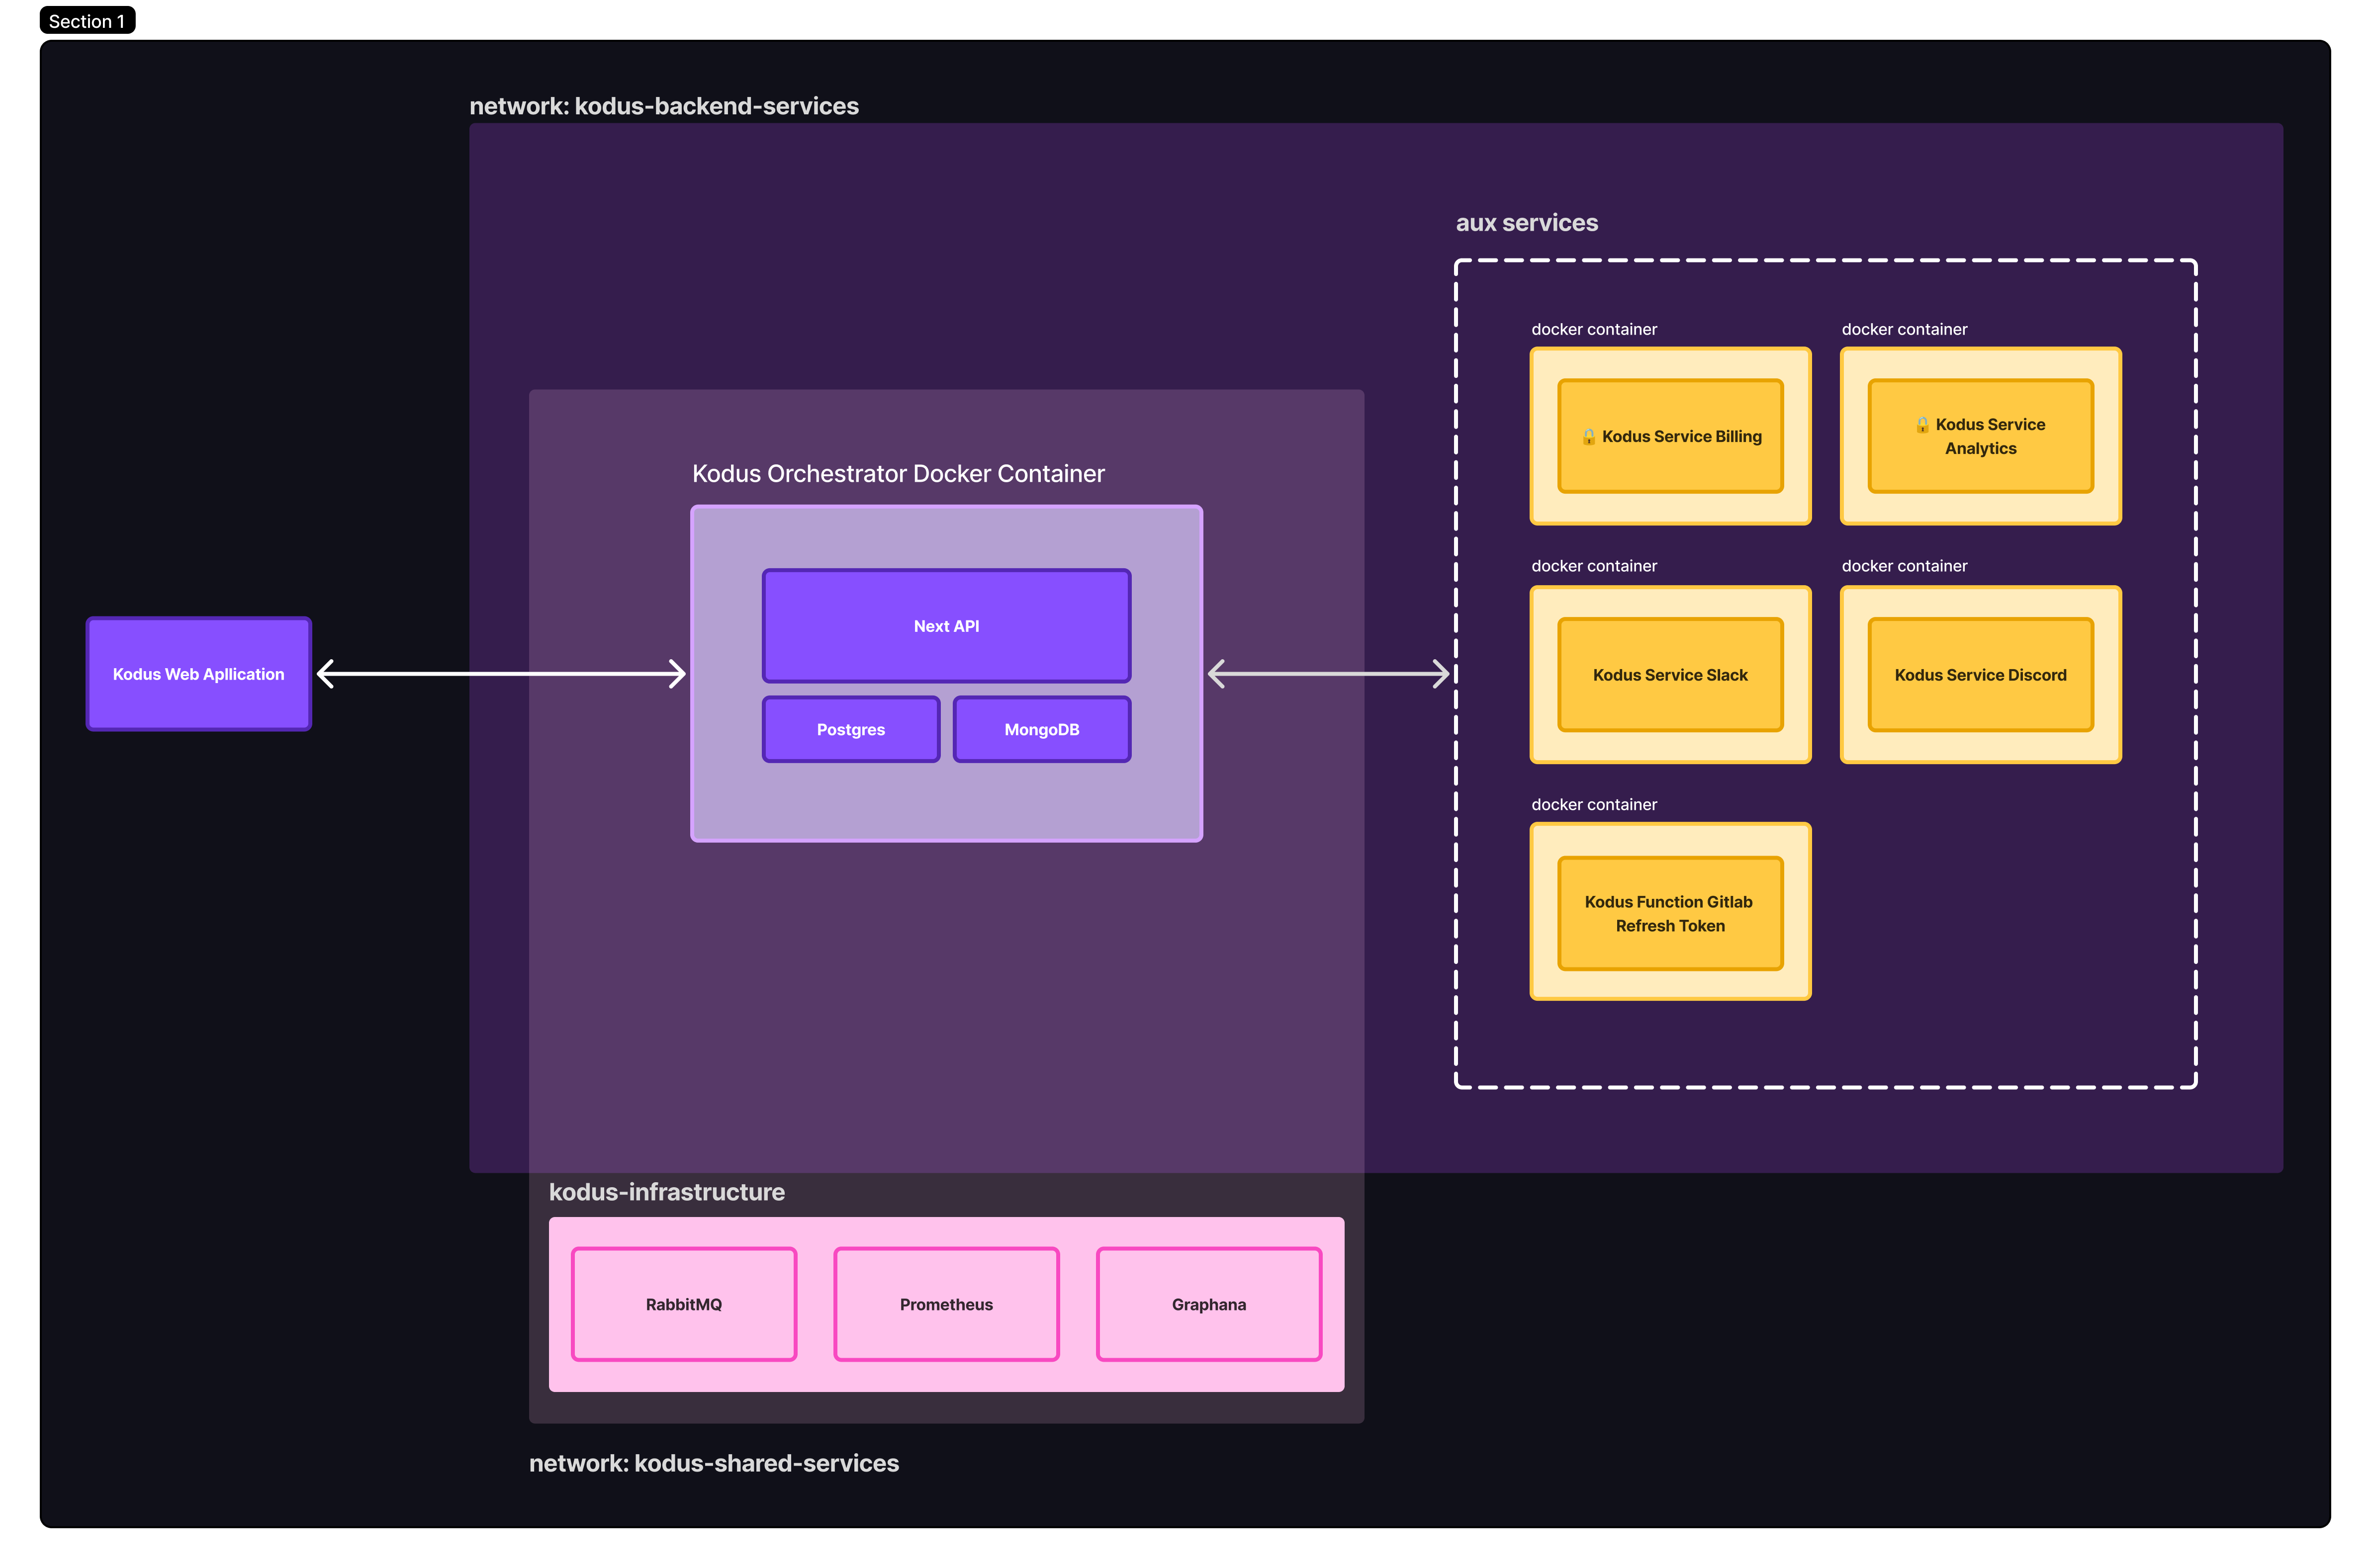 Section 1
network: kodus-backend-services
aux services
docker container
docker container
🔒 Kodus Service Billing
🔒 Kodus Service
Analytics
Kodus Orchestrator Docker Container
docker container
docker container
Next API
Kodus Web Apllication
Kodus Service Slack
Kodus Service Discord
Postgres
MongoDB
docker container
Kodus Function Gitlab
Refresh Token
kodus-infrastructure
RabbitMQ
Prometheus
Graphana
network: kodus-shared-services